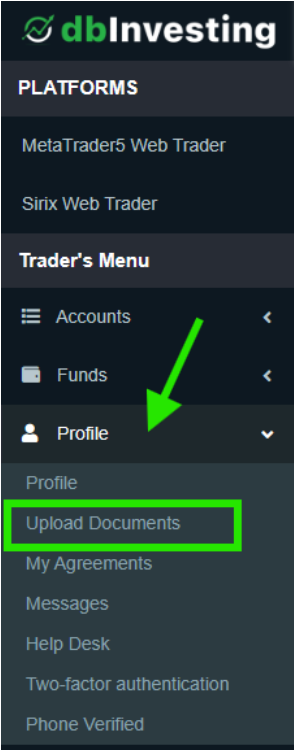 dbInvesting
PLATFORMS
MetaTrader5 Web Trader
Sirix Web Trader
Trader's Menu
Accounts
Funds
Profile
Profile
Upload Documents
My Agreements
Messages
Help Desk
Two-factor authentication
Phone Verified